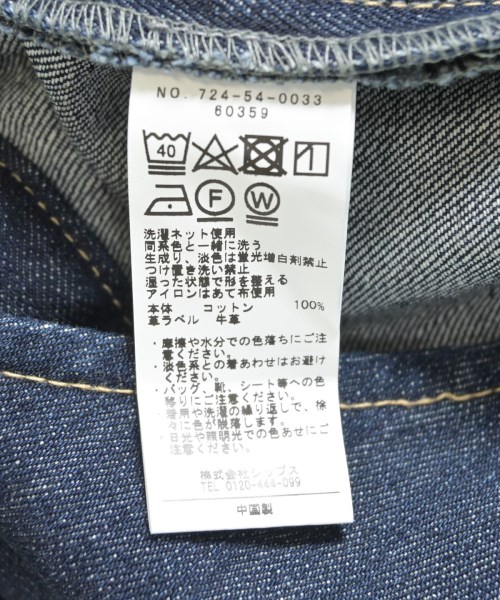 NO. 724-54-0033
60359
40
F W
洗濯ネット使用
同系色と一緒に洗う
生成り、淡色は蛍光増白剤禁止
つけ置き洗い禁止
湿った状態で形を整える
アイロンはあて布使用
本体 コットン 100%
革ラベル 牛革
・摩擦や水分での色落ちにご注
意ください。
・淡色系との着あわせはお避け
ください。
・バッグ、靴、シート等への色
移りにご注意ください。
・着用や洗濯の繰り返しで、徐
々に色が脱落します。
・日光や照明光での色あせにご
注意ください。
株式会社シップス
TEL 0120-444-099
中国製